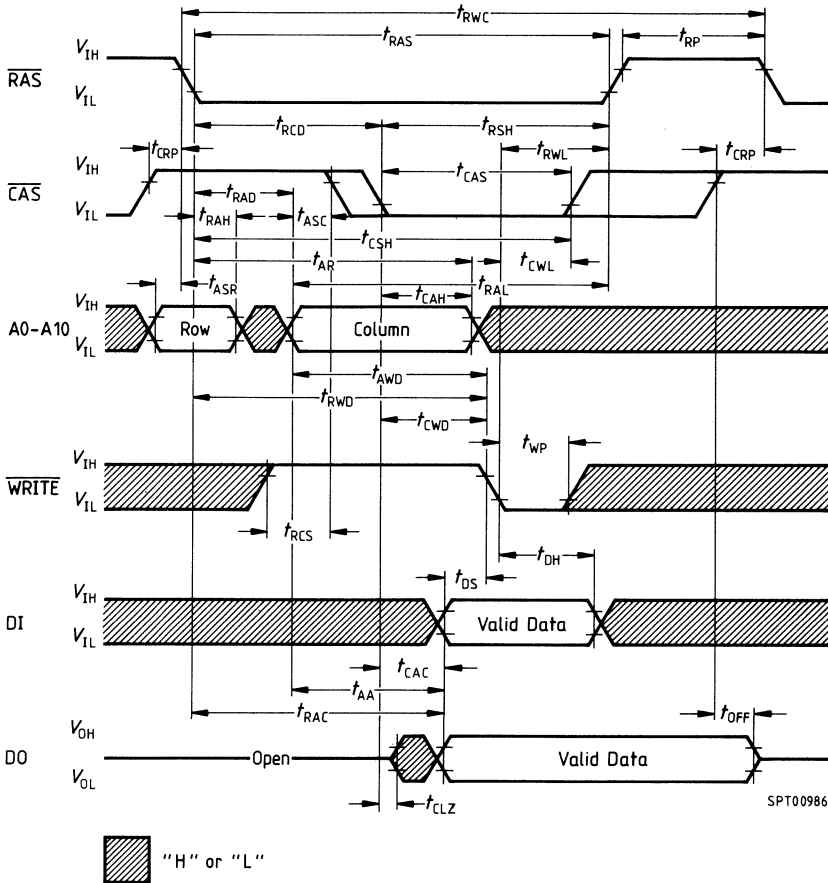 tRWC
tRAS
tRP
VIH
RAS
VIL
tRCD
tRSH
tCRP
tRWL
tCRP
VIH
tCAS
CAS
tRAD
VIL
tRAH
tASC
tCSH
tAR
tCWL
tASR
tRAL
tCAH
VIH
A0-A10
Row
Column
VIL
tAWD
tRWD
tCWD
tWP
VIH
WRITE
VIL
tRCS
tDH
tDS
VIH
DI
Valid Data
VIL
tCAC
tAA
tRAC
tOFF
VOH
DO
Open
Valid Data
VOL
tCLZ
SPT00986
"H" or "L"